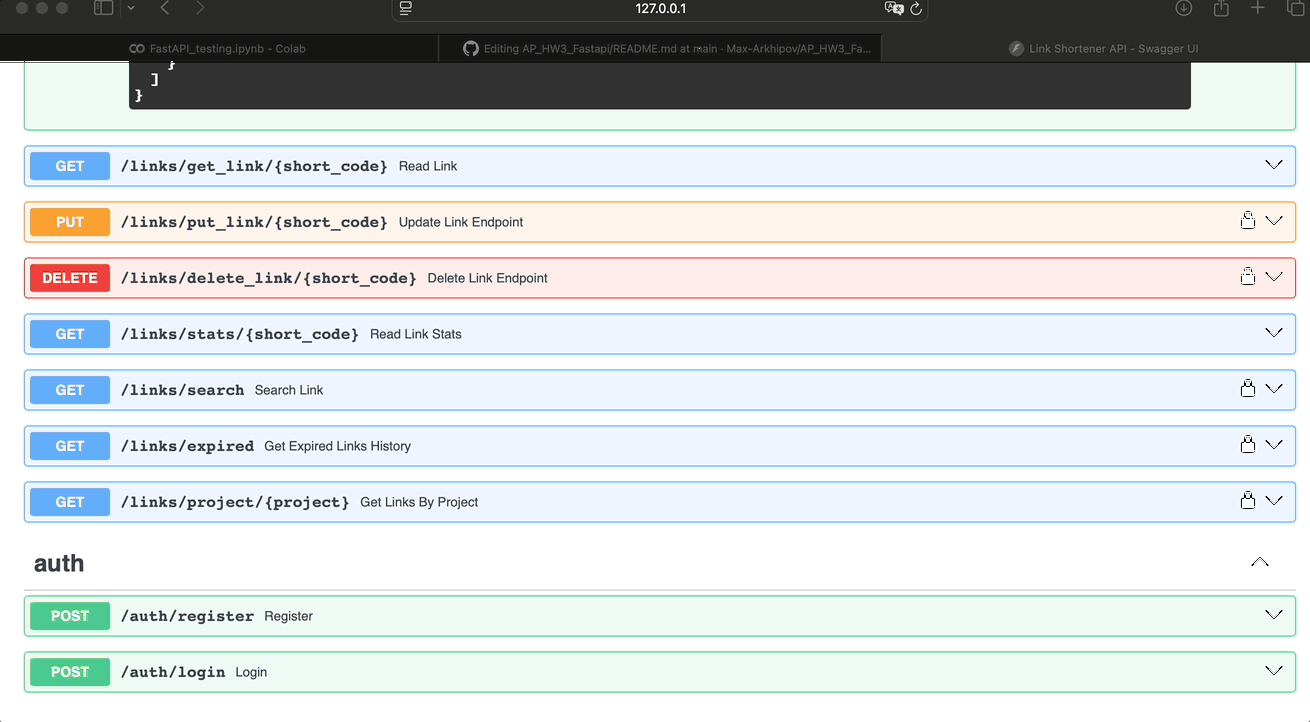 127.0.0.1
FastAPI_testing.ipynb - Colab
Editing AP_HW3_Fastapi/README.md at main · Max-Arkhipov/AP_HW3_Fa...
Link Shortener API - Swagger UI
}
]
}
GET /links/get_link/{short_code} Read Link
PUT /links/put_link/{short_code} Update Link Endpoint
DELETE /links/delete_link/{short_code} Delete Link Endpoint
GET /links/stats/{short_code} Read Link Stats
GET /links/search Search Link
GET /links/expired Get Expired Links History
GET /links/project/{project} Get Links By Project
auth
POST /auth/register Register
POST /auth/login Login